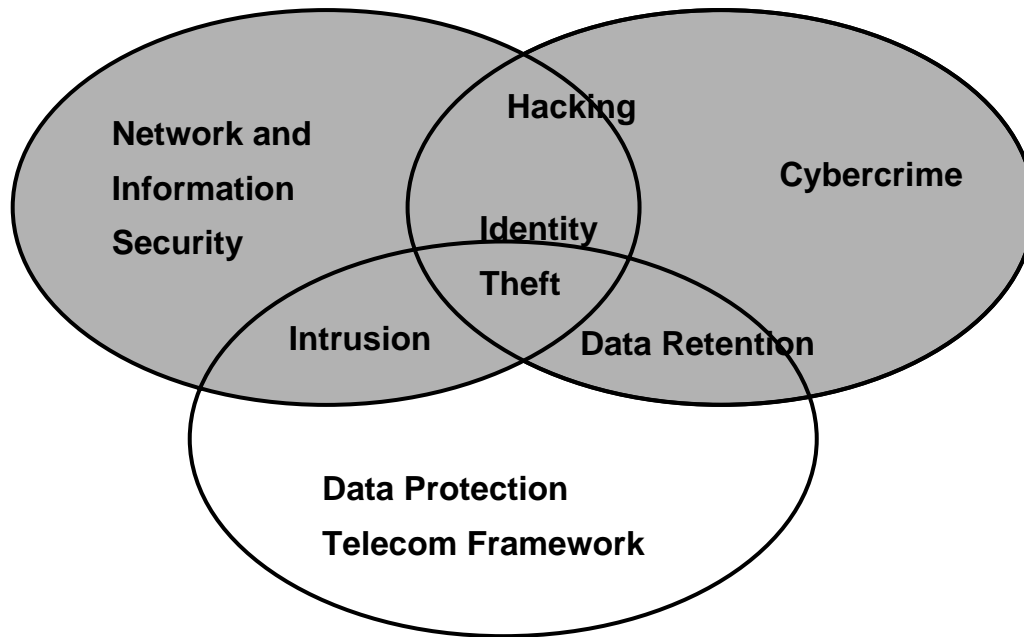 Hacking
Network and
Information
Security
Cybercrime
Identity
Theft
Intrusion
Data Retention
Data Protection
Telecom Framework